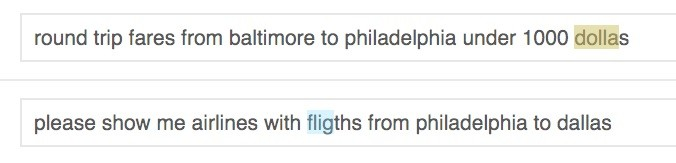 round trip fares from baltimore to philadelphia under 1000 dollas
please show me airlines with fligths from philadelphia to dallas